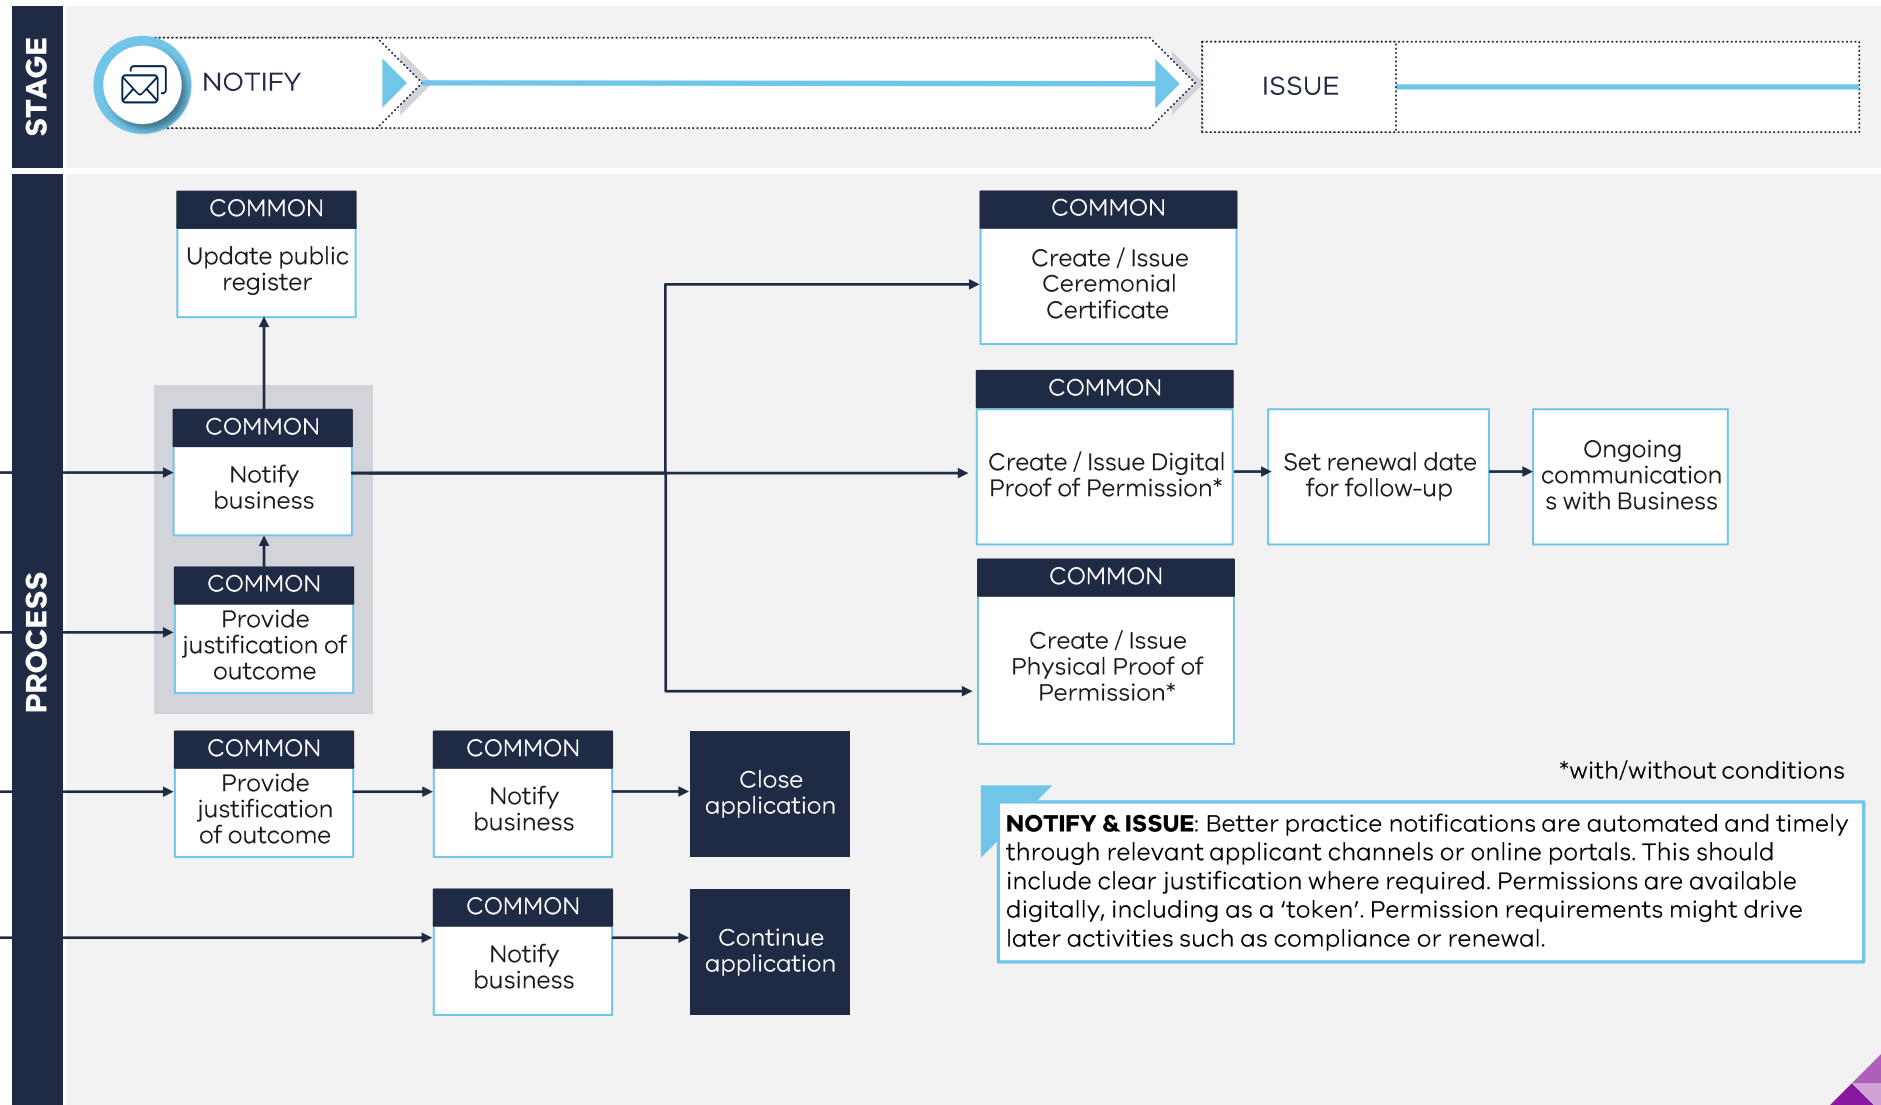 STAGE
NOTIFY
ISSUE
PROCESS
COMMON
Update public
register
COMMON
Notify
business
COMMON
Provide
justification of
outcome
COMMON
Create / Issue
Ceremonial
Certificate
COMMON
Create / Issue Digital
Proof of Permission*
Set renewal date
for follow-up
Ongoing
communication
s with Business
COMMON
Create / Issue
Physical Proof of
Permission*
COMMON
Provide
justification
of outcome
COMMON
Notify
business
Close
application
COMMON
Notify
business
Continue
application
*with/without conditions
NOTIFY & ISSUE: Better practice notifications are automated and timely
through relevant applicant channels or online portals. This should
include clear justification where required. Permissions are available
digitally, including as a ‘token’. Permission requirements might drive
later activities such as compliance or renewal.